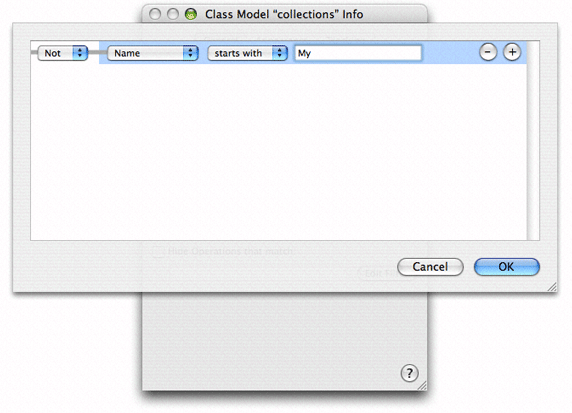 Class Model “collections” Info
Not Name starts with My − +
Hide Operations that match:
Cancel OK
?